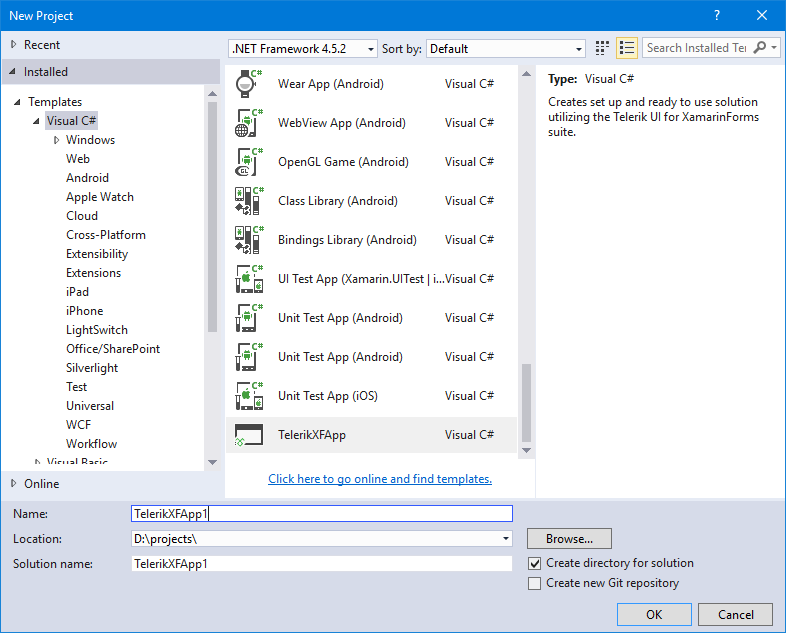 New Project
?
Recent
.NET Framework 4.5.2
Sort by:
Default
Search Installed Te
Installed
Templates
Visual C#
Windows
Web
Android
Apple Watch
Cloud
Cross-Platform
Extensibility
Extensions
iPad
iPhone
LightSwitch
Office/SharePoint
Silverlight
Test
Universal
WCF
Workflow
Visual Basic
Online
C#
Wear App (Android) Visual C#
C#
WebView App (Android) Visual C#
C#
GL
OpenGL Game (Android) Visual C#
C#
Class Library (Android) Visual C#
C#
Bindings Library (Android) Visual C#
C#
UI Test App (Xamarin.UITest | i... Visual C#
C#
Unit Test App (Android) Visual C#
C#
Unit Test App (Android) Visual C#
C#
Unit Test App (iOS) Visual C#
TelerikXFApp Visual C#
Click here to go online and find templates.
Type: Visual C#
Creates set up and ready to use solution
utilizing the Telerik UI for XamarinForms
suite.
Name: TelerikXFApp1
Location: D:\projects\
Browse...
Solution name: TelerikXFApp1
Create directory for solution
Create new Git repository
OK
Cancel